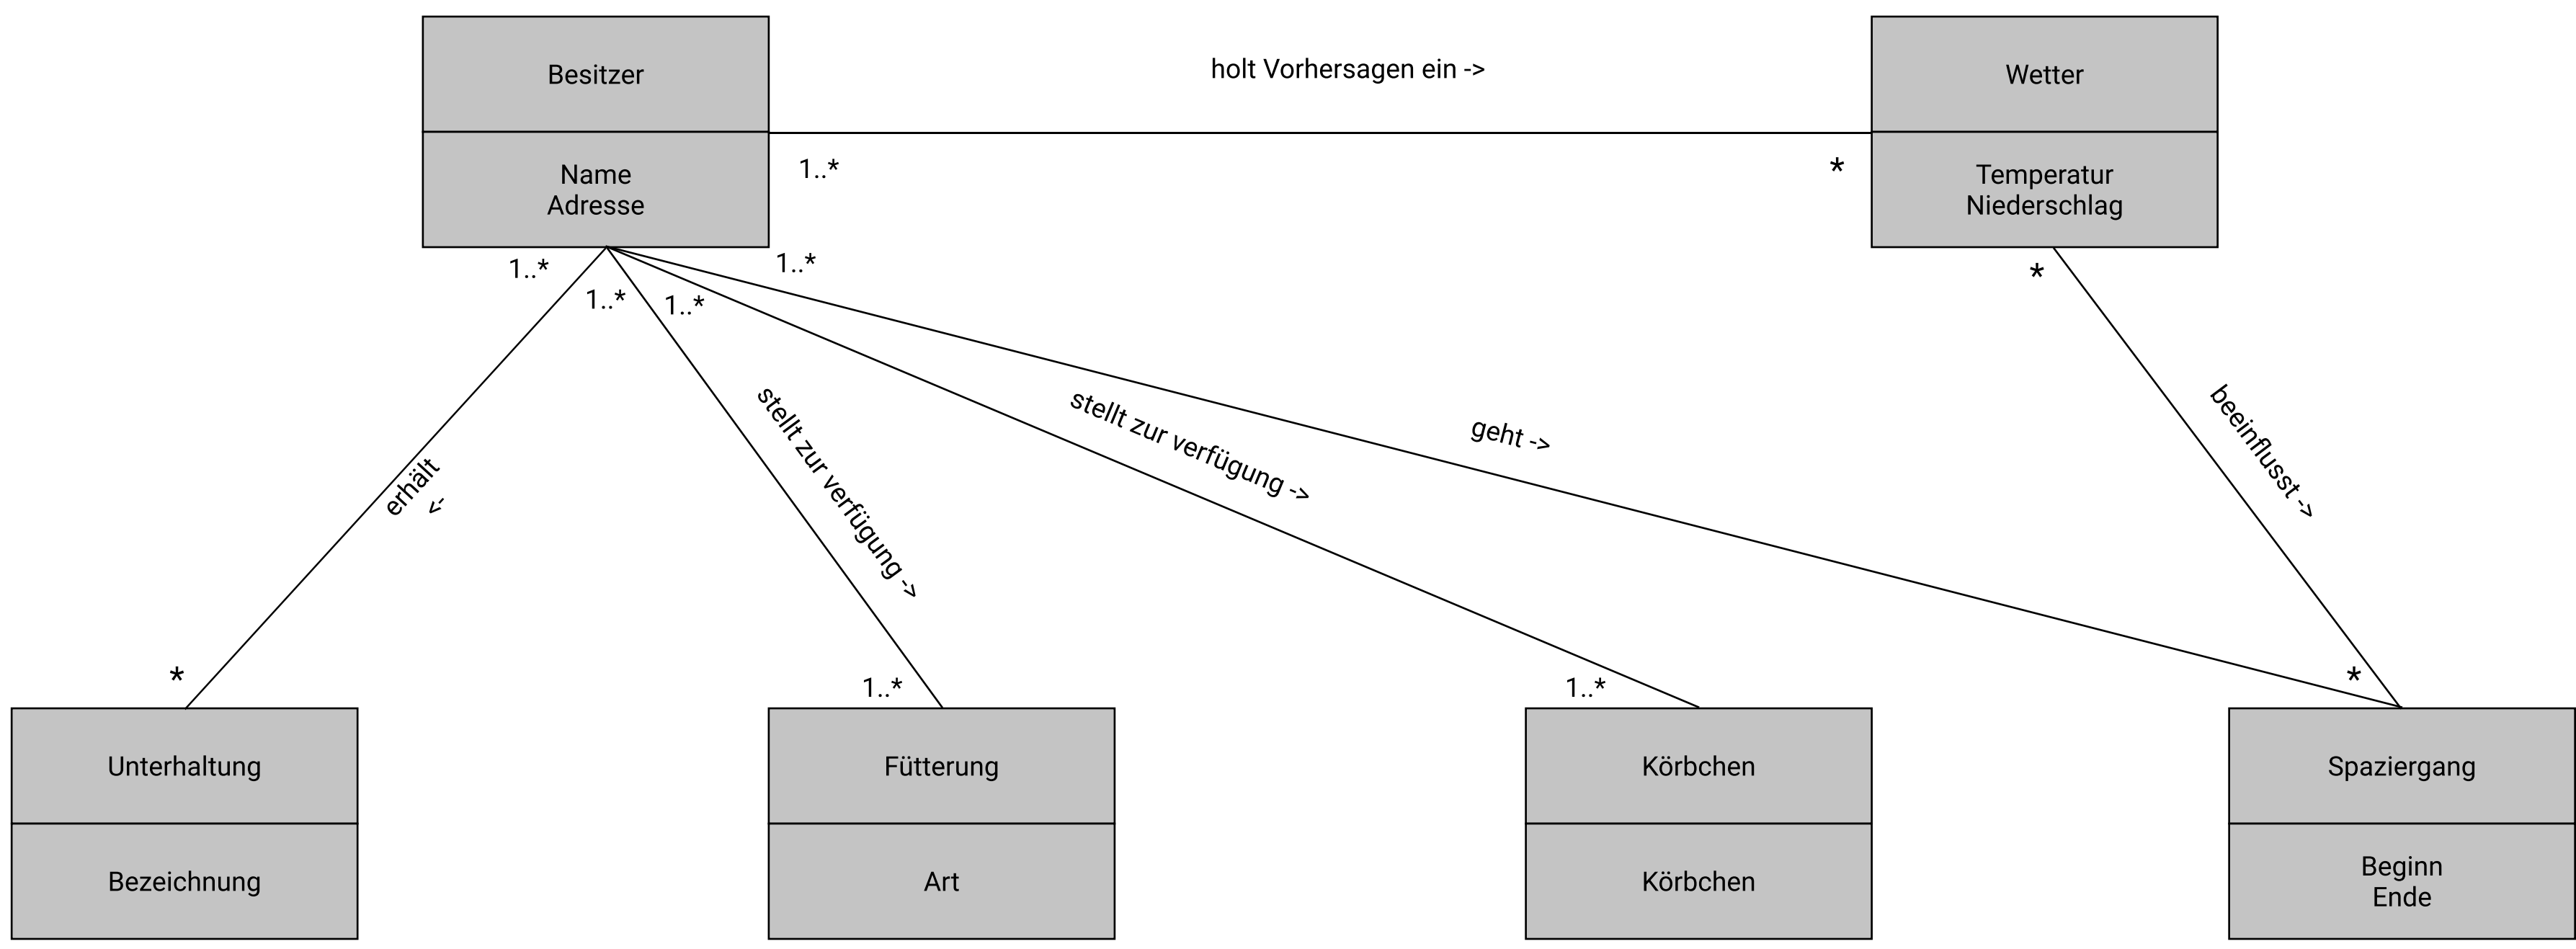 Besitzer
Name
Adresse
holt Vorhersagen ein ->
Wetter
Temperatur
Niederschlag
1..*
*
1..*
1..*
1..*
1..*
*
erhält
<-
stellt zur verfügung ->
stellt zur verfügung ->
geht ->
beeinflusst ->
*
1..*
1..*
*
Unterhaltung
Bezeichnung
Fütterung
Art
Körbchen
Körbchen
Spaziergang
Beginn
Ende